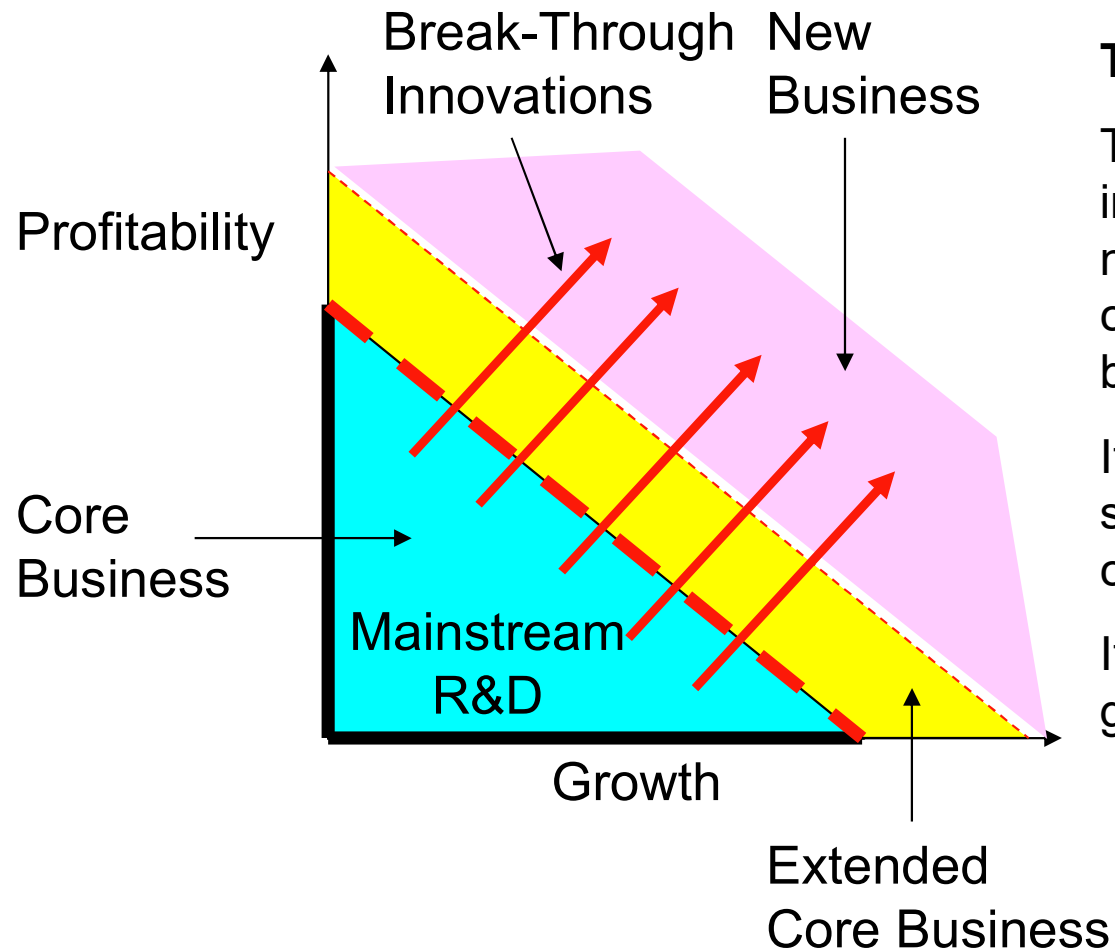 Break-Through
Innovations
New
Business
Profitability
Core
Business
Mainstream
R&D
Growth
Extended
Core Business